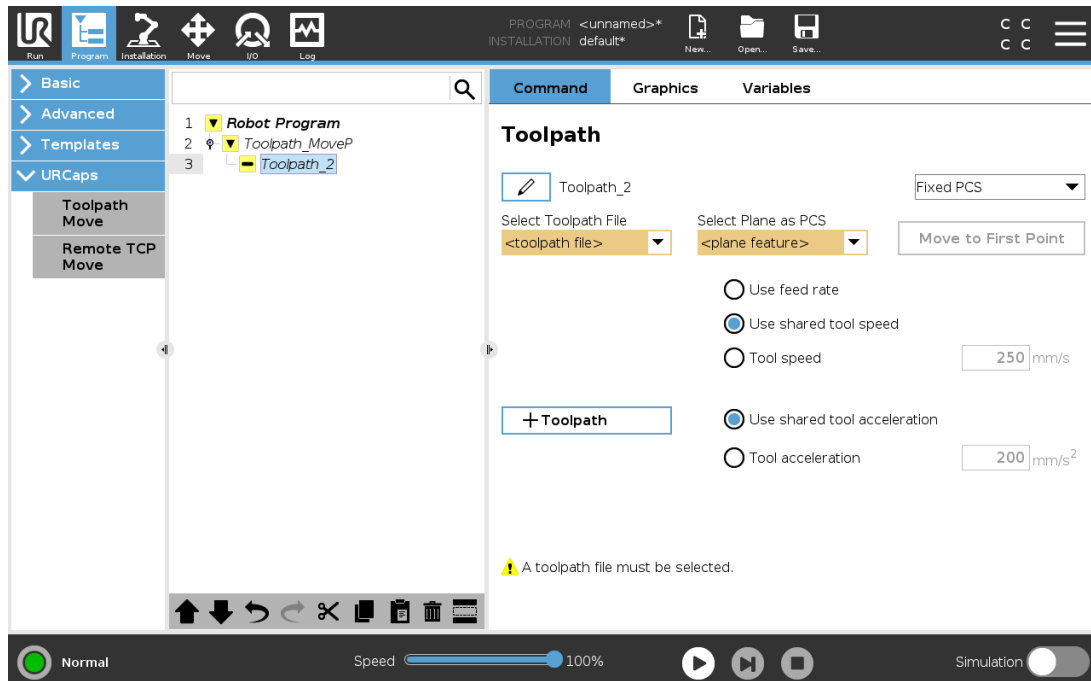 PROGRAM <unnamed>*
INSTALLATION default*
UR
Run
Program
Installation
Move
I/O
Log
New...
Open...
Save...
C C
C C
Basic
Advanced
Templates
URCaps
Toolpath
Move
Remote TCP
Move
1 Robot Program
2 Toolpath_MoveP
3 Toolpath_2
Command Graphics Variables
Toolpath
Toolpath_2
Fixed PCS
Select Toolpath File
Select Plane as PCS
<toolpath file>
<plane feature>
Move to First Point
Use feed rate
Use shared tool speed
Tool speed 250 mm/s
+Toolpath
Use shared tool acceleration
Tool acceleration 200 mm/s²
A toolpath file must be selected.
Normal
Speed 100%
Simulation